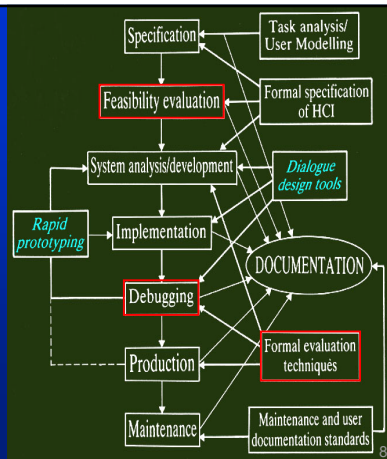 Specification
Task analysis/
User Modelling
Feasibility evaluation
Formal specification
of HCI
System analysis/development
Dialogue
design tools
Rapid
prototyping
Implementation
DOCUMENTATION
Debugging
Formal evaluation
techniques
Production
Maintenance
Maintenance and user
documentation standards
8